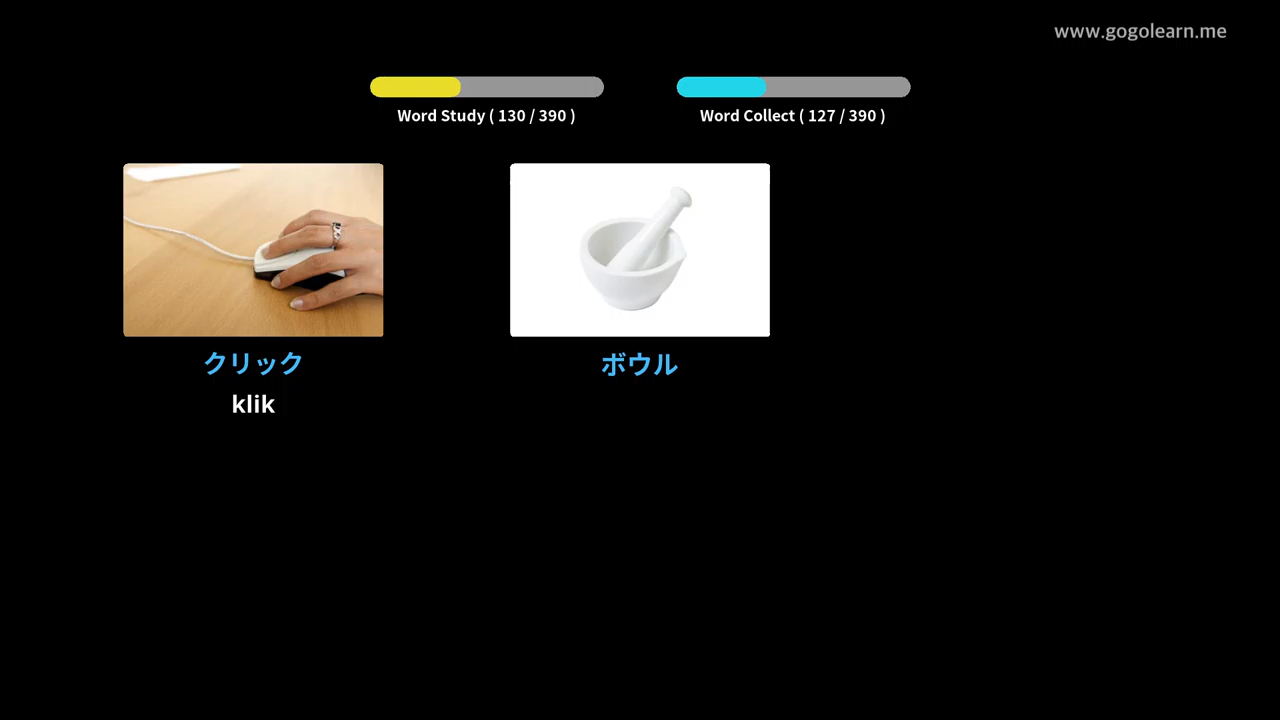 www.gogolearn.me
Word Study ( 130 / 390 )
Word Collect ( 127 / 390 )
クリック
ボウル
klik